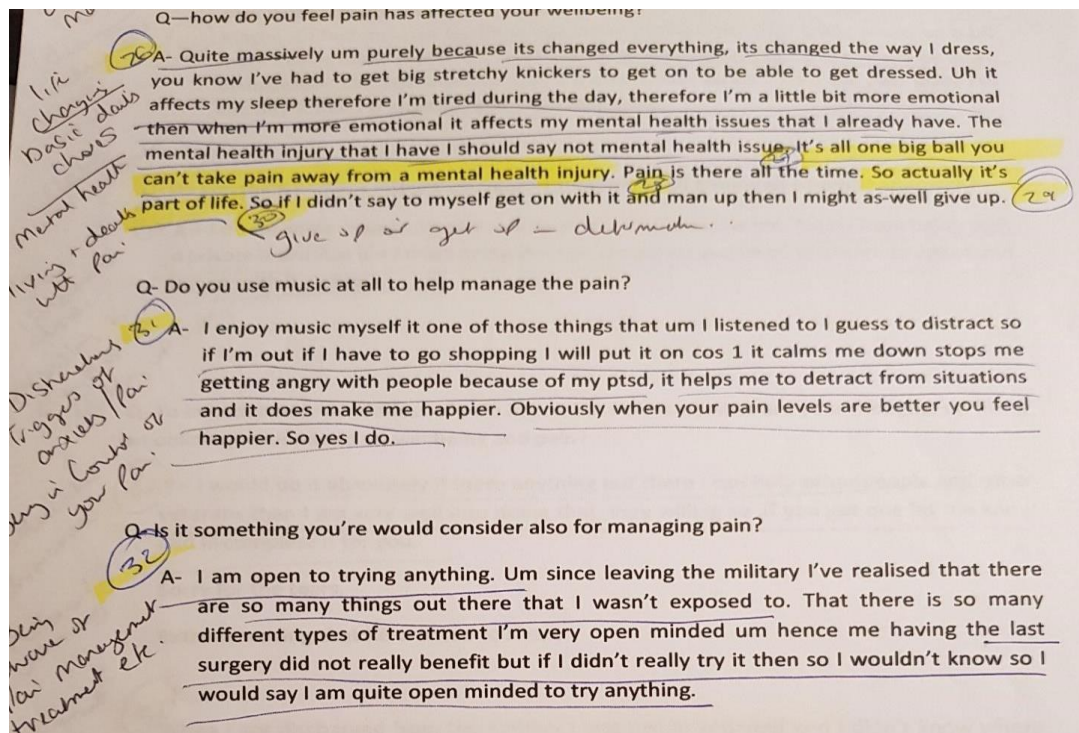 Q—how do you feel pain has affected your wellbeing?
26 A- Quite massively um purely because its changed everything, its changed the way I dress,
you know I've had to get big stretchy knickers to get on to be able to get dressed. Uh it
affects my sleep therefore I'm tired during the day, therefore I'm a little bit more emotional
then when I'm more emotional it affects my mental health issues that I already have. The
mental health injury that I have I should say not mental health issue. It's all one big ball you
can't take pain away from a mental health injury. Pain is there all the time. So actually it's
part of life. So if I didn't say to myself get on with it and man up then I might as-well give up. 29
30
give up or get up =
life
changing
basic
chores
Mental health
living + death
with pain
Q- Do you use music at all to help manage the pain?
31 A- I enjoy music myself it one of those things that um I listened to I guess to distract so
if I'm out if I have to go shopping I will put it on cos 1 it calms me down stops me
getting angry with people because of my ptsd, it helps me to detract from situations
and it does make me happier. Obviously when your pain levels are better you feel
happier. So yes I do.
Triggers of
anxiety/pain
being in control of
your pain
Q- Is it something you're would consider also for managing pain?
32
A- I am open to trying anything. Um since leaving the military I've realised that there
are so many things out there that I wasn't exposed to. That there is so many
different types of treatment I'm very open minded um hence me having the last
surgery did not really benefit but if I didn't really try it then so I wouldn't know so I
would say I am quite open minded to try anything.
being
aware of
pain management
treatment etc.